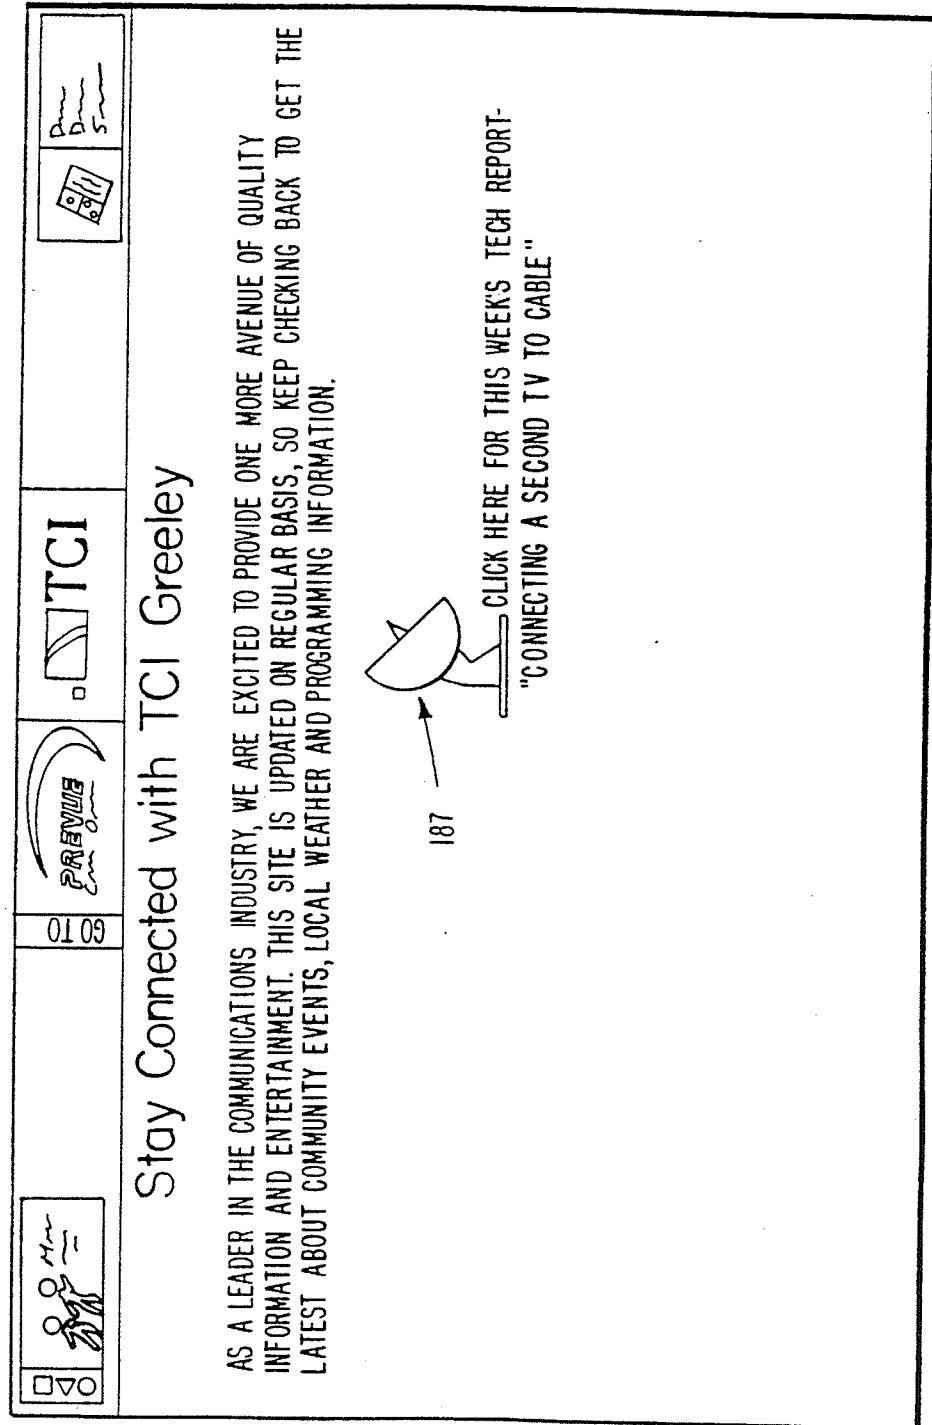 GO TO
PREVUE
TCI
Stay Connected with TCI Greeley
AS A LEADER IN THE COMMUNICATIONS INDUSTRY, WE ARE EXCITED TO PROVIDE ONE MORE AVENUE OF QUALITY
INFORMATION AND ENTERTAINMENT. THIS SITE IS UPDATED ON REGULAR BASIS, SO KEEP CHECKING BACK TO GET THE
LATEST ABOUT COMMUNITY EVENTS, LOCAL WEATHER AND PROGRAMMING INFORMATION.
187
CLICK HERE FOR THIS WEEK'S TECH REPORT-
"CONNECTING A SECOND TV TO CABLE"